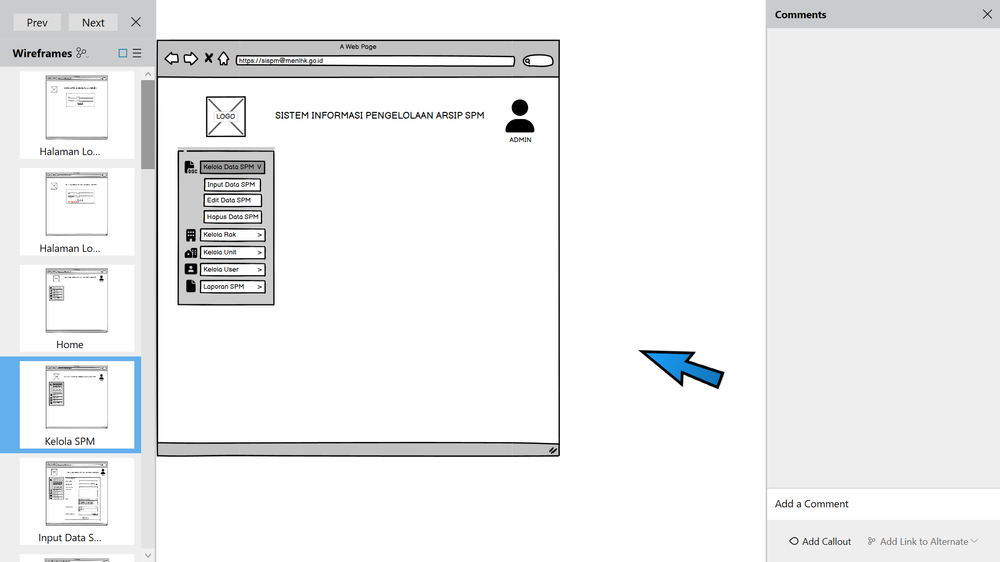 Prev
Next
Wireframes
Halaman Lo...
Halaman Lo...
Home
Kelola SPM
Input Data S...
A Web Page
https://sispm@menlhk.go.id
LOGO
SISTEM INFORMASI PENGELOLAAN ARSIP SPM
ADMIN
DOC
Kelola Data SPM V
Input Data SPM
Edit Data SPM
Hapus Data SPM
Kelola Rak >
Kelola Unit >
Kelola User >
Laporan SPM >
Comments
Add a Comment
Add Callout
Add Link to Alternate